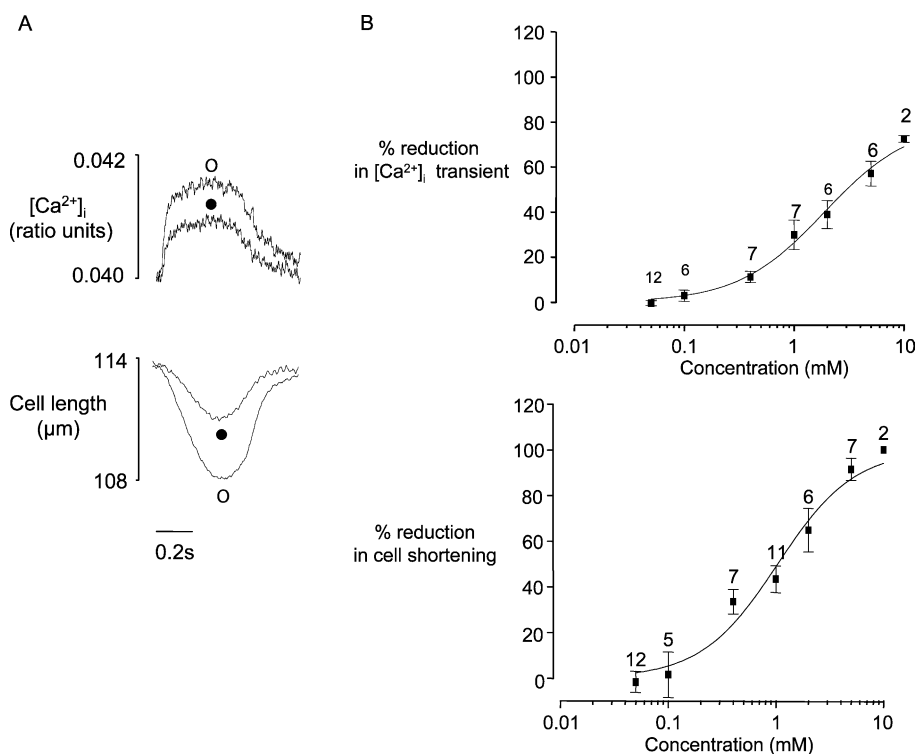 A
0.042
O
[Ca²⁺]ᵢ
(ratio units)
0.040
114
Cell length
(µm)
108
O
0.2s
B
120
100
80
60
40
20
0
% reduction
in [Ca²⁺]ᵢ transient
12
6
7
7
6
6
2
0.01
0.1
1
10
Concentration (mM)
120
100
80
60
40
20
0
% reduction
in cell shortening
12
5
7
11
6
7
2
0.01
0.1
1
10
Concentration (mM)